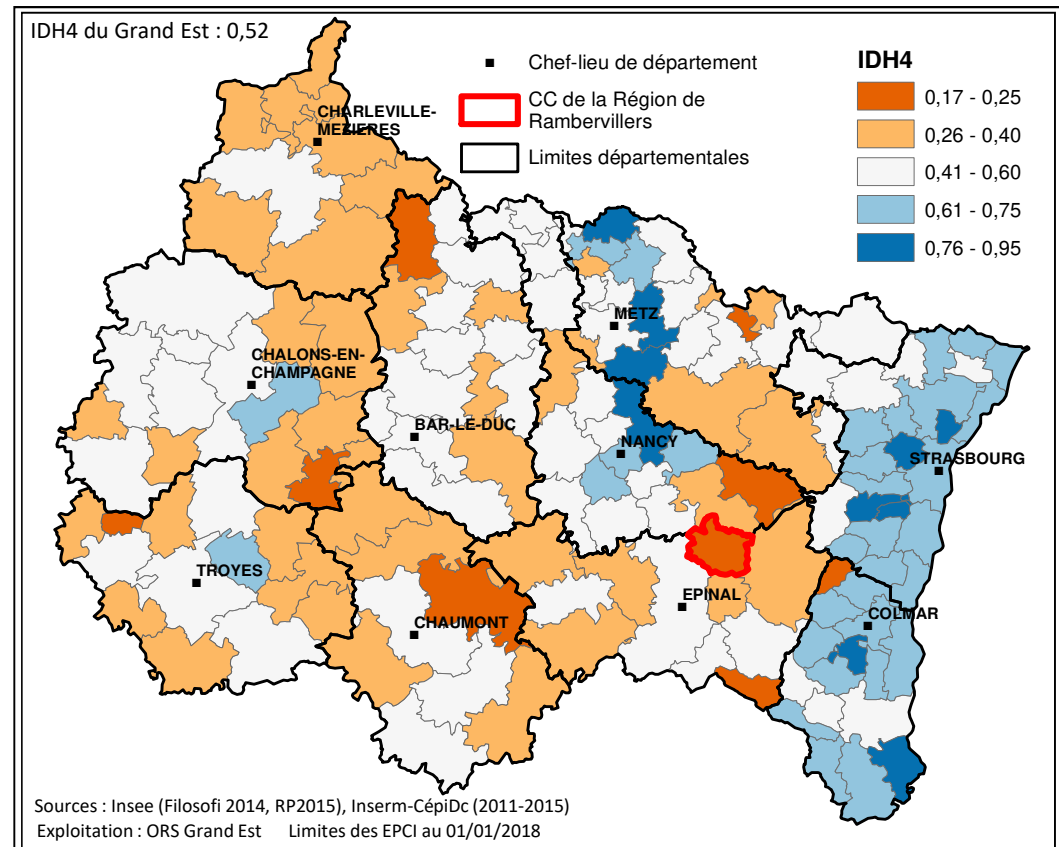 IDH4 du Grand Est : 0,52
Chef-lieu de département
CC de la Région de
Rambervillers
Limites départementales
IDH4
0,17 - 0,25
0,26 - 0,40
0,41 - 0,60
0,61 - 0,75
0,76 - 0,95
CHARLEVILLE-
MEZIERES
METZ
CHALONS-EN-
CHAMPAGNE
BAR-LE-DUC
NANCY
STRASBOURG
TROYES
EPINAL
CHAUMONT
COLMAR
Sources : Insee (Filosofi 2014, RP2015), Inserm-CépiDc (2011-2015)
Exploitation : ORS Grand Est Limites des EPCI au 01/01/2018